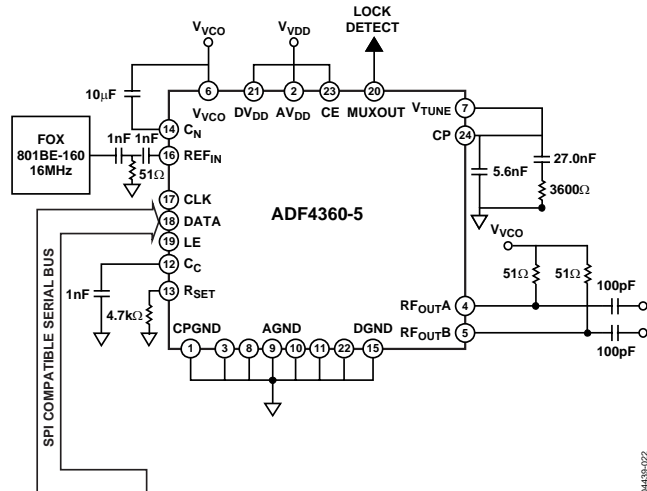 LOCK
DETECT
VVCO
VVDD
10µF
6
21
2
23
20
VVCO
DVDD
AVDD
CE
MUXOUT
VTUNE
7
14
CN
CP
24
FOX
801BE-160
16MHz
1nF
1nF
16
REFIN
51Ω
27.0nF
5.6nF
3600Ω
17
CLK
18
DATA
ADF4360-5
19
LE
VVCO
12
CC
51Ω
51Ω
100pF
1nF
13
RSET
RFOUTA
4
4.7kΩ
CPGND
AGND
DGND
RFOUTB
5
1
3
8
9
10
11
22
15
100pF
SPI COMPATIBLE SERIAL BUS
04439-022